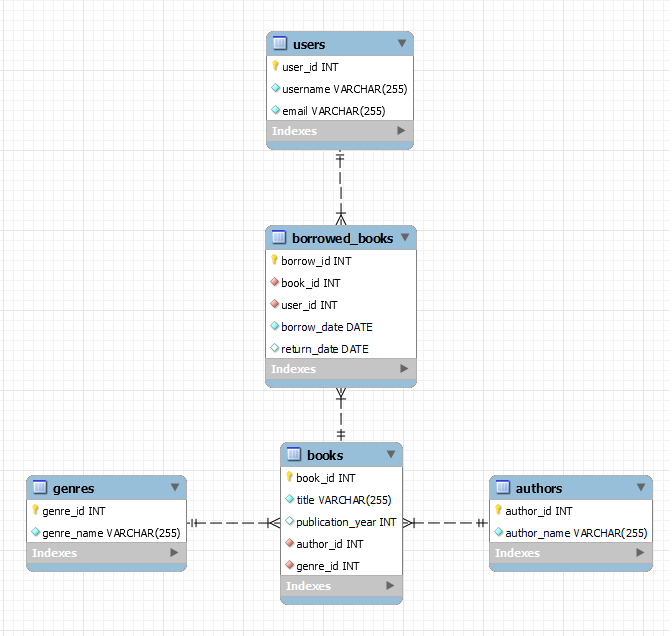 users
user_id INT
username VARCHAR(255)
email VARCHAR(255)
Indexes
borrowed_books
borrow_id INT
book_id INT
user_id INT
borrow_date DATE
return_date DATE
Indexes
books
book_id INT
title VARCHAR(255)
publication_year INT
author_id INT
genre_id INT
Indexes
genres
genre_id INT
genre_name VARCHAR(255)
Indexes
authors
author_id INT
author_name VARCHAR(255)
Indexes